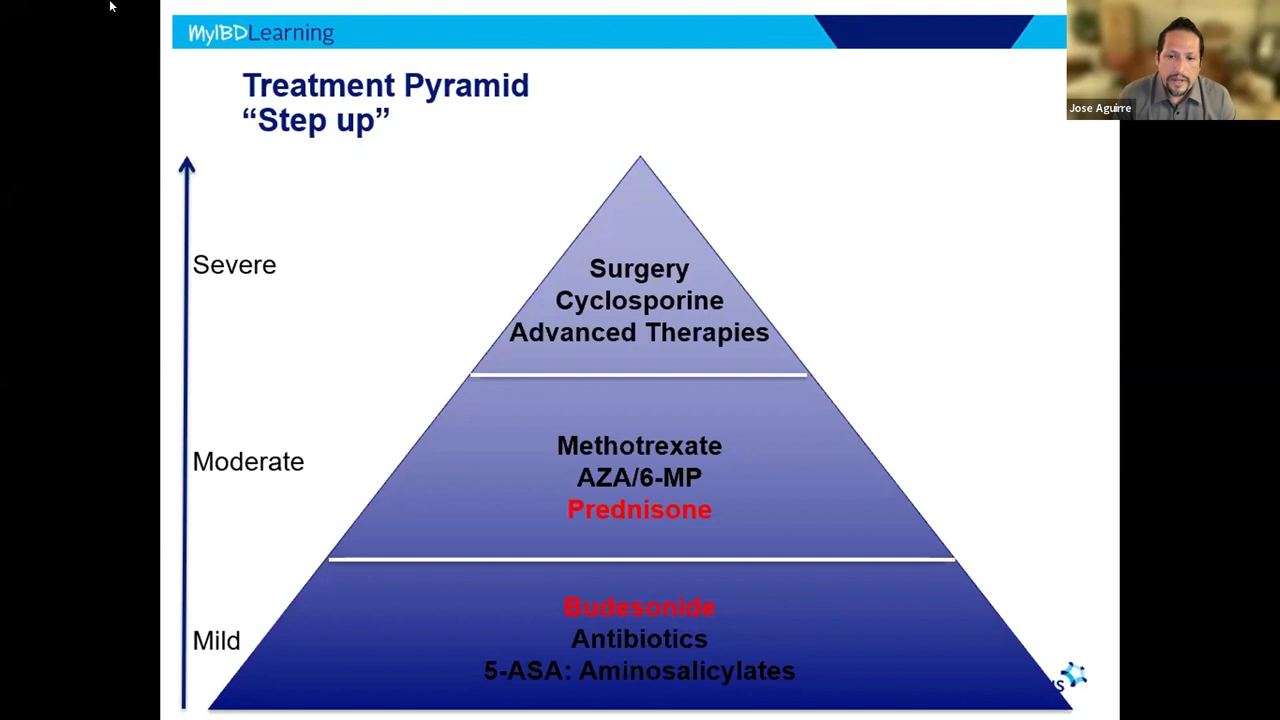 MyIBDLearning
Jose Aguirre
Treatment Pyramid
“Step up”
Severe
Surgery
Cyclosporine
Advanced Therapies
Moderate
Methotrexate
AZA/6-MP
Prednisone
Mild
Budesonide
Antibiotics
5-ASA: Aminosalicylates